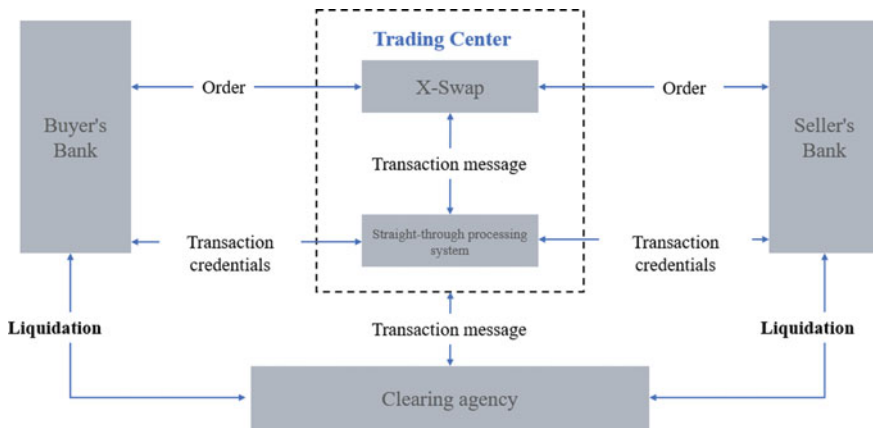 Trading Center
X-Swap
Order
Order
Buyer's
Bank
Seller's
Bank
Transaction message
Straight-through processing
system
Transaction
credentials
Transaction
credentials
Liquidation
Transaction message
Liquidation
Clearing agency